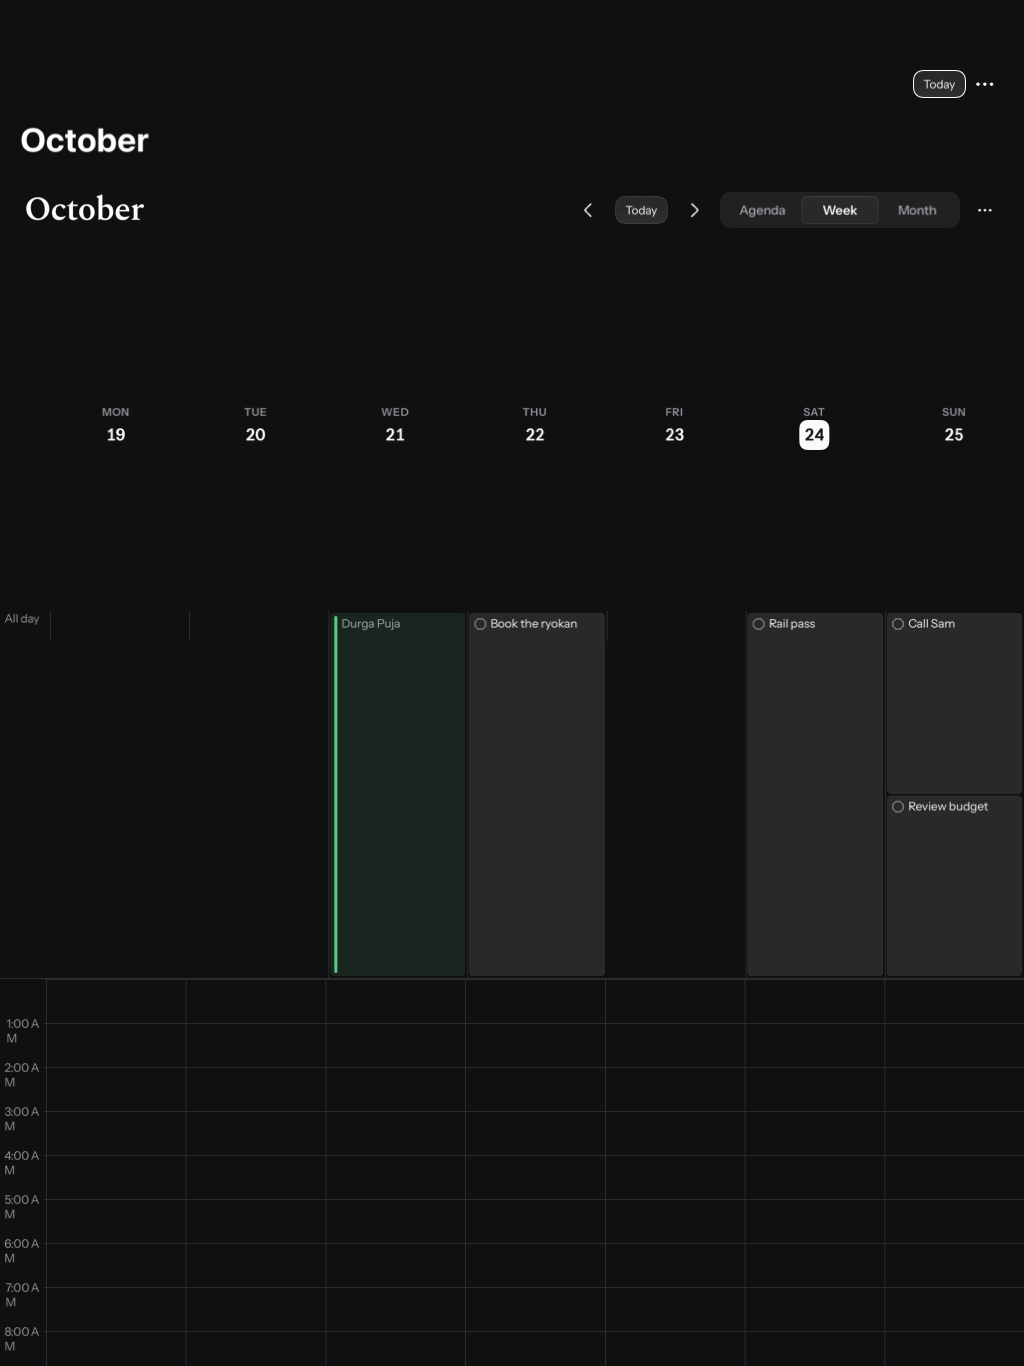 Today
October
October
Today
Agenda Week Month
MON TUE WED THU FRI SAT SUN
19 20 21 22 23 24 25
All day
Durga Puja
Book the ryokan
Rail pass
Call Sam
Review budget
1:00 A
M
2:00 A
M
3:00 A
M
4:00 A
M
5:00 A
M
6:00 A
M
7:00 A
M
8:00 A
M